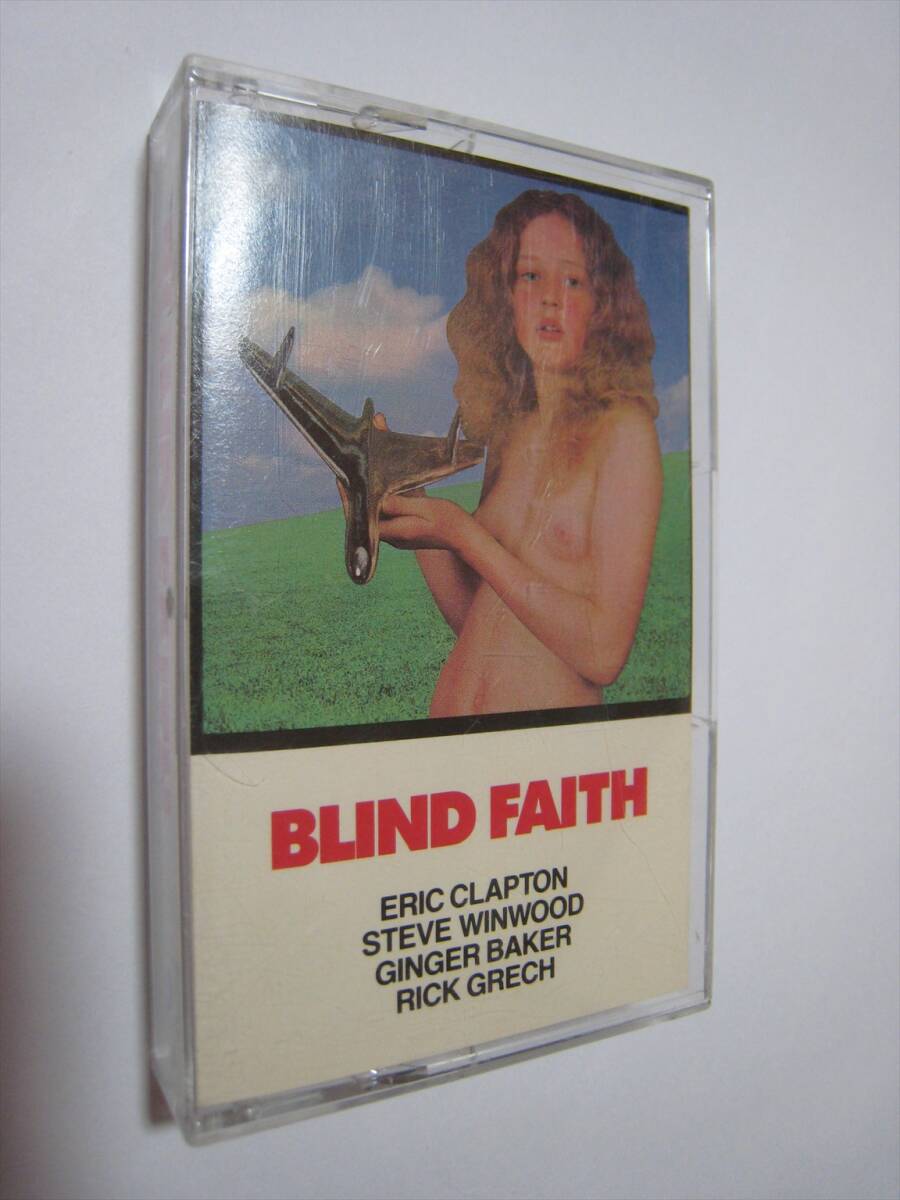 BLIND FAITH
ERIC CLAPTON
STEVE WINWOOD
GINGER BAKER
RICK GRECH